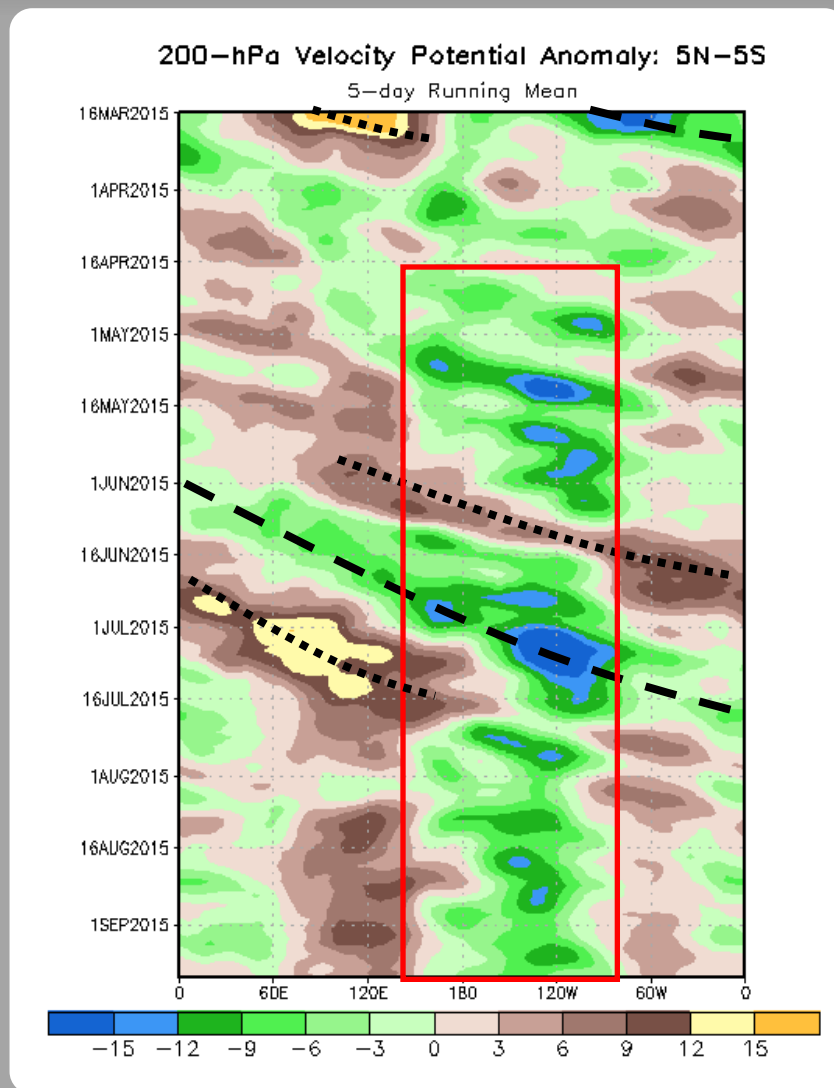 200-hPa Velocity Potential Anomaly: 5N-5S
5-day Running Mean
16MAR2015
1APR2015
16APR2015
1MAY2015
16MAY2015
1JUN2015
16JUN2015
1JUL2015
16JUL2015
1AUG2015
16AUG2015
1SEP2015
0 60E 120E 180 120W 60W 0
-15 -12 -9 -6 -3 0 3 6 9 12 15